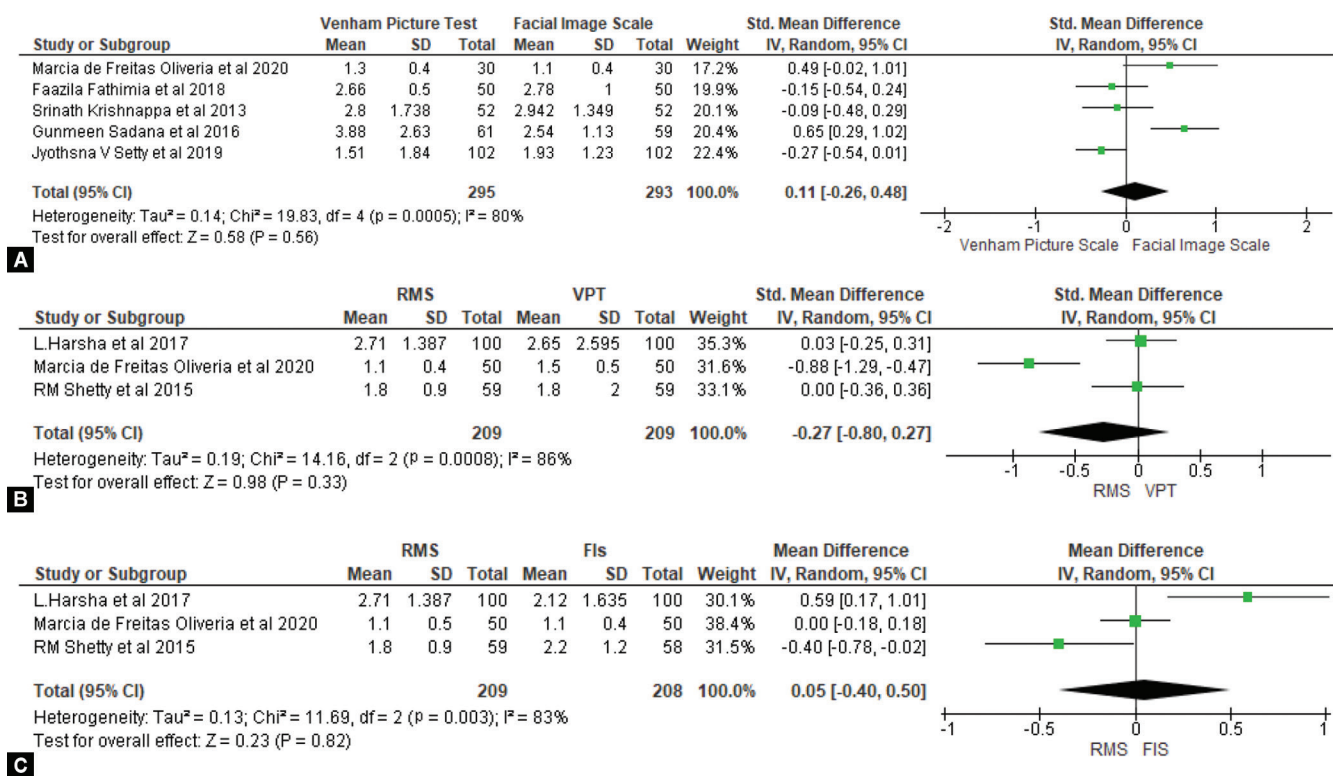 Venham Picture Test Facial Image Scale Std. Mean Difference Std. Mean Difference
Study or Subgroup Mean SD Total Mean SD Total Weight IV, Random, 95% CI IV, Random, 95% CI
Marcia de Freitas Oliveria et al 2020 1.3 0.4 30 1.1 0.4 30 17.2% 0.49 [-0.02, 1.01]
Faazila Fathimia et al 2018 2.66 0.5 50 2.78 1 50 19.9% -0.15 [-0.54, 0.24]
Srinath Krishnappa et al 2013 2.8 1.738 52 2.942 1.349 52 20.1% -0.09 [-0.48, 0.29]
Gunmeen Sadana et al 2016 3.88 2.63 61 2.54 1.13 59 20.4% 0.65 [0.29, 1.02]
Jyothsna V Setty et al 2019 1.51 1.84 102 1.93 1.23 102 22.4% -0.27 [-0.54, 0.01]
Total (95% CI) 295 293 100.0% 0.11 [-0.26, 0.48]
Heterogeneity: Tau² = 0.14; Chi² = 19.83, df = 4 (p = 0.0005); I² = 80%
Test for overall effect: Z = 0.58 (P = 0.56)
-2 -1 0 1 2
Venham Picture Scale Facial Image Scale
A
RMS VPT Std. Mean Difference Std. Mean Difference
Study or Subgroup Mean SD Total Mean SD Total Weight IV, Random, 95% CI IV, Random, 95% CI
L.Harsha et al 2017 2.71 1.387 100 2.65 2.595 100 35.3% 0.03 [-0.25, 0.31]
Marcia de Freitas Oliveria et al 2020 1.1 0.4 50 1.5 0.5 50 31.6% -0.88 [-1.29, -0.47]
RM Shetty et al 2015 1.8 0.9 59 1.8 2 59 33.1% 0.00 [-0.36, 0.36]
Total (95% CI) 209 209 100.0% -0.27 [-0.80, 0.27]
Heterogeneity: Tau² = 0.19; Chi² = 14.16, df = 2 (p = 0.0008); I² = 86%
Test for overall effect: Z = 0.98 (P = 0.33)
-1 -0.5 0 0.5 1
RMS VPT
B
RMS FIs Mean Difference Mean Difference
Study or Subgroup Mean SD Total Mean SD Total Weight IV, Random, 95% CI IV, Random, 95% CI
L.Harsha et al 2017 2.71 1.387 100 2.12 1.635 100 30.1% 0.59 [0.17, 1.01]
Marcia de Freitas Oliveria et al 2020 1.1 0.5 50 1.1 0.4 50 38.4% 0.00 [-0.18, 0.18]
RM Shetty et al 2015 1.8 0.9 59 2.2 1.2 58 31.5% -0.40 [-0.78, -0.02]
Total (95% CI) 209 208 100.0% 0.05 [-0.40, 0.50]
Heterogeneity: Tau² = 0.13; Chi² = 11.69, df = 2 (p = 0.003); I² = 83%
Test for overall effect: Z = 0.23 (P = 0.82)
-1 -0.5 0 0.5 1
RMS FIS
C